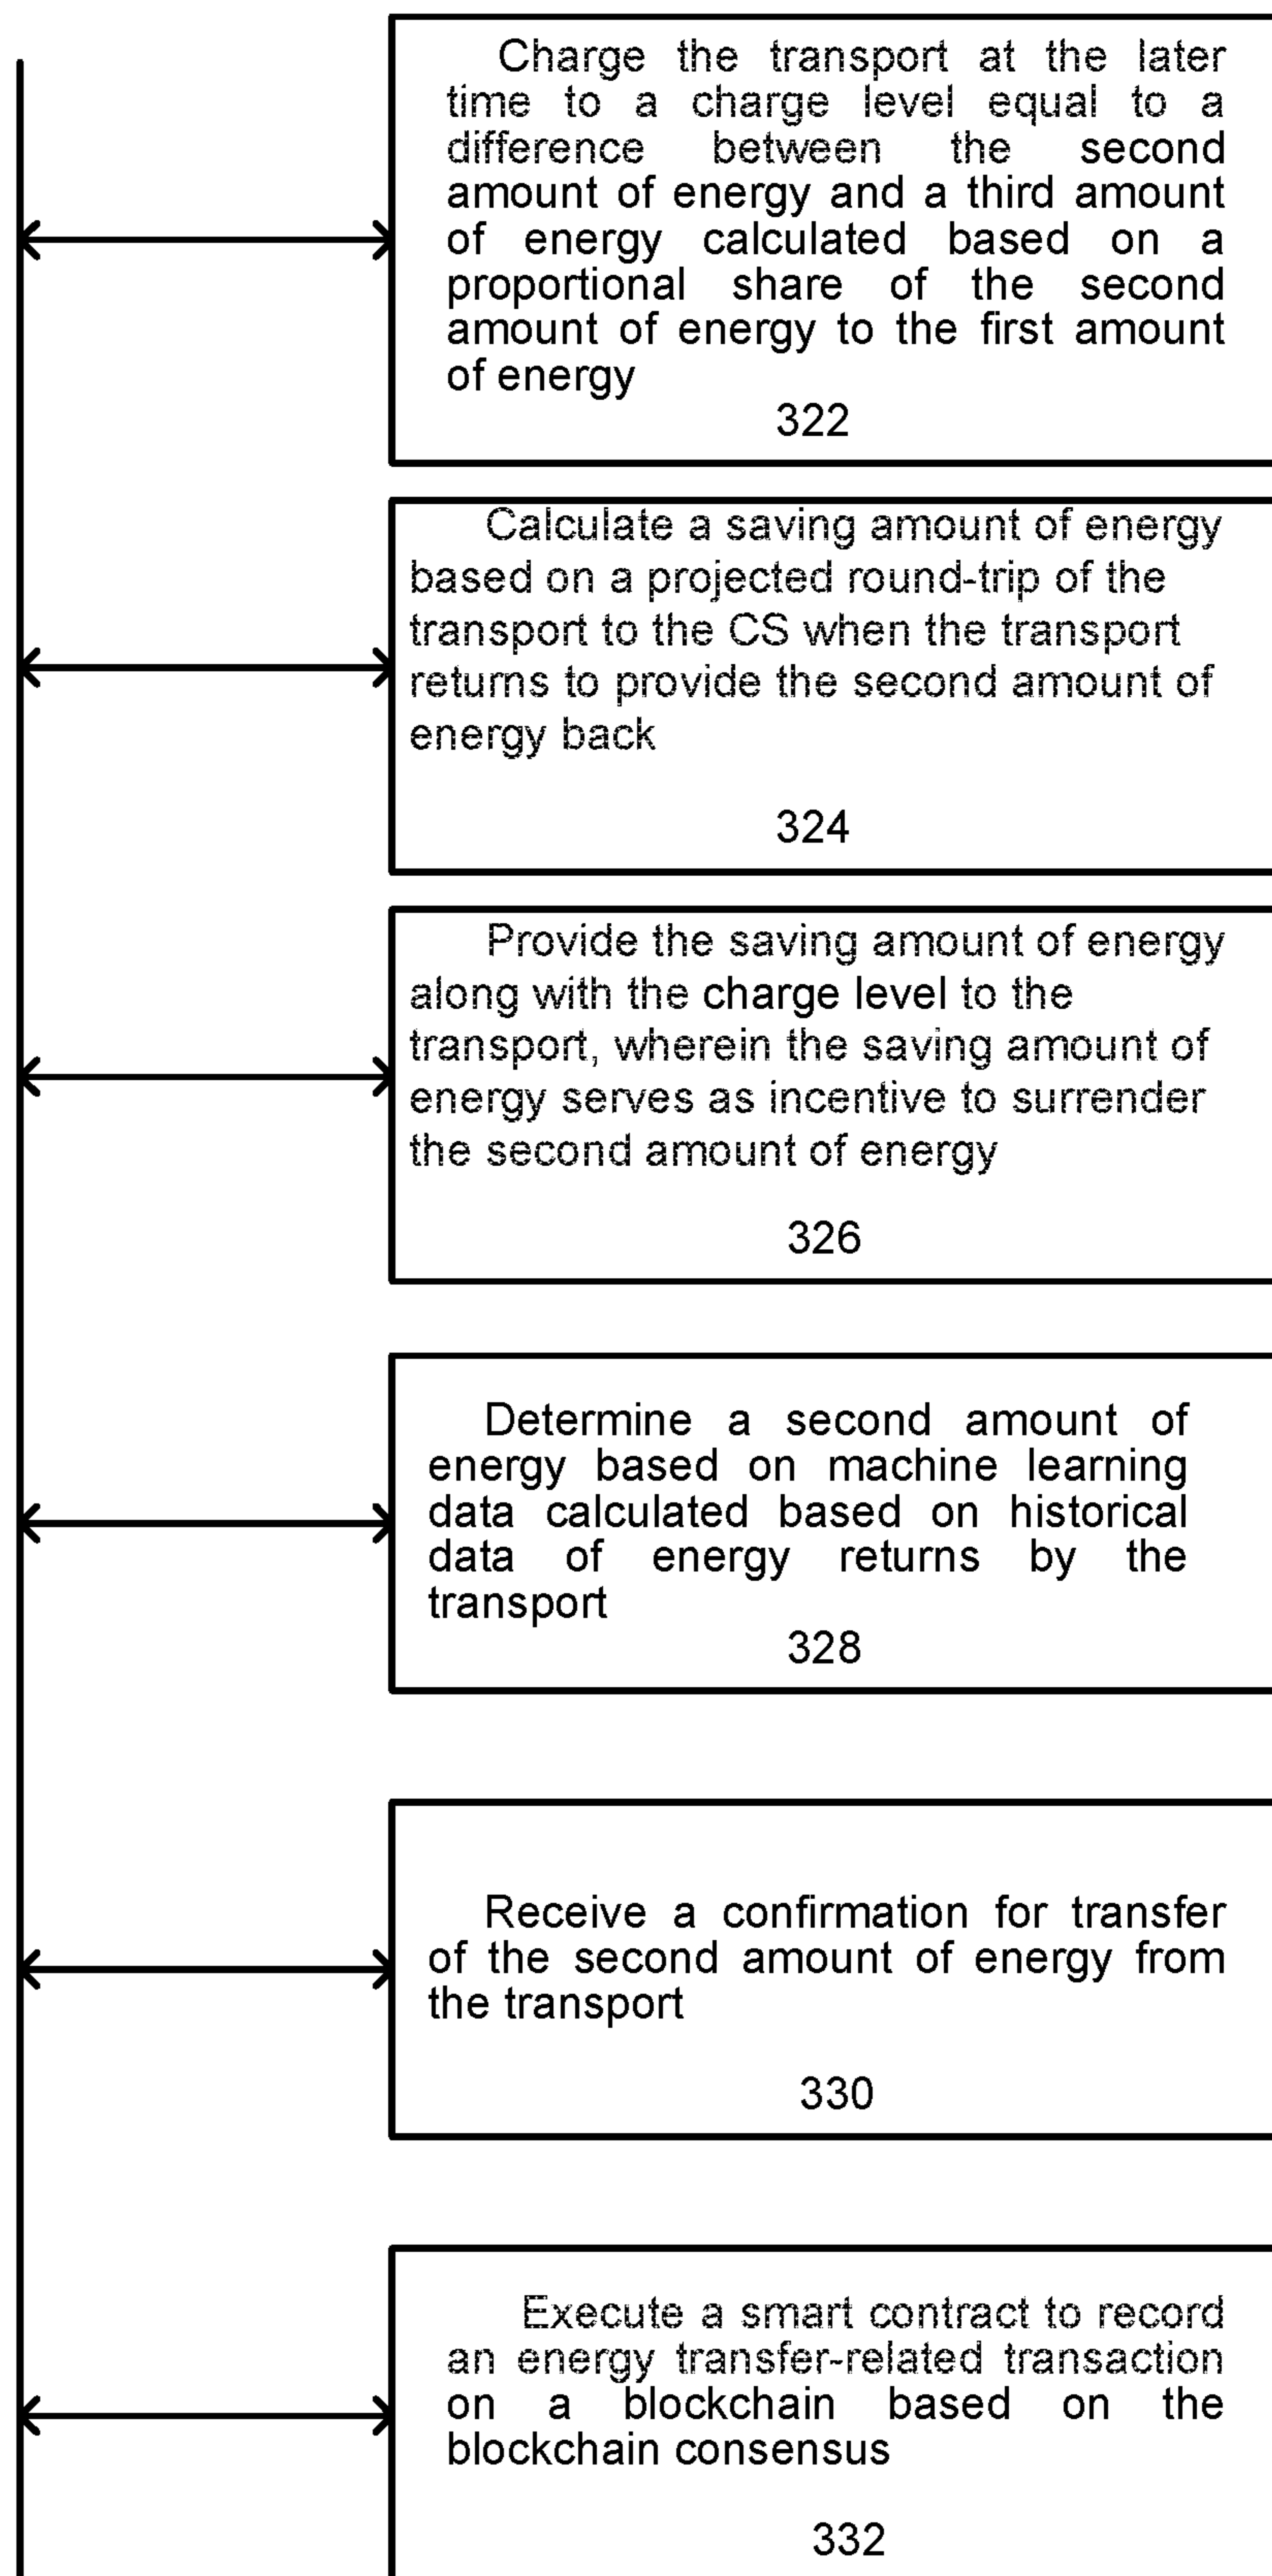 Charge the transport at the later
time to a charge level equal to a
difference between the second
amount of energy and a third amount
of energy calculated based on a
proportional share of the second
amount of energy to the first amount
of energy
322
Calculate a saving amount of energy
based on a projected round-trip of the
transport to the CS when the transport
returns to provide the second amount of
energy back
324
Provide the saving amount of energy
along with the charge level to the
transport, wherein the saving amount of
energy serves as incentive to surrender
the second amount of energy
326
Determine a second amount of
energy based on machine learning
data calculated based on historical
data of energy returns by the
transport
328
Receive a confirmation for transfer
of the second amount of energy from
the transport
330
Execute a smart contract to record
an energy transfer-related transaction
on a blockchain based on the
blockchain consensus
332